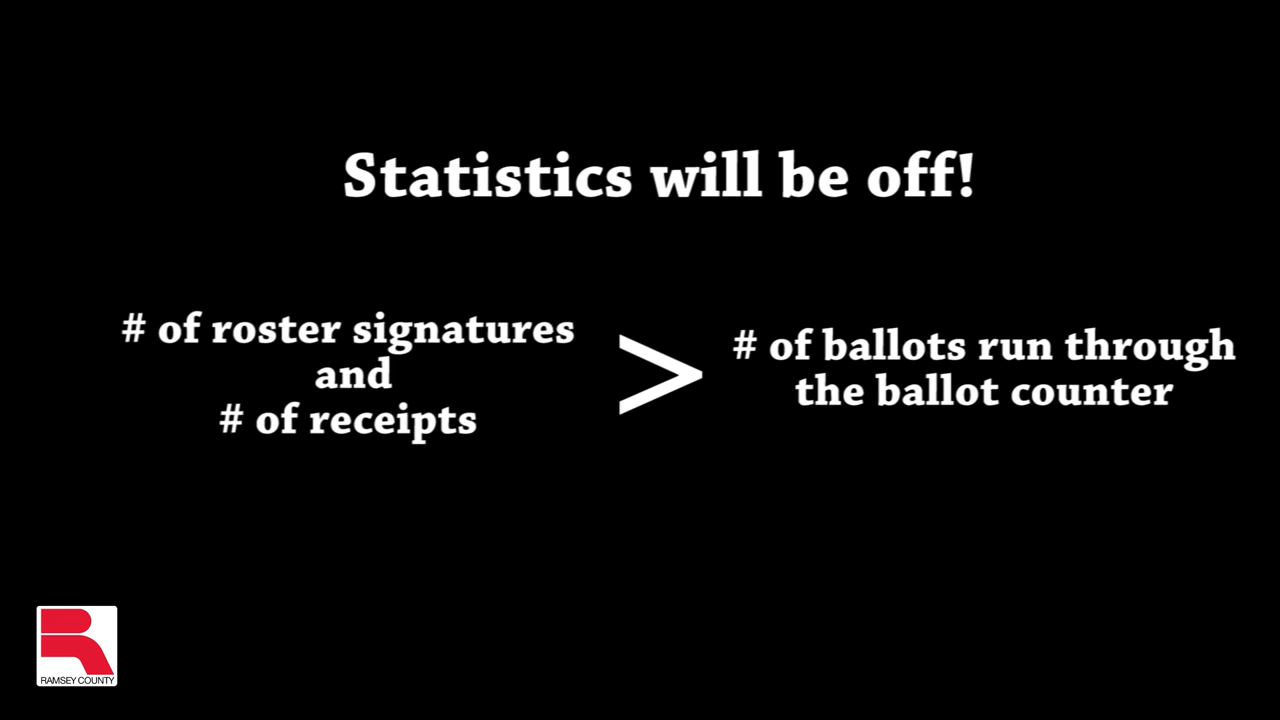 Statistics will be off!
# of roster signatures
and
# of receipts
>
# of ballots run through
the ballot counter
RAMSEY COUNTY